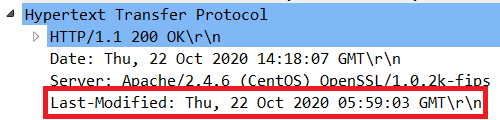 Hypertext Transfer Protocol
HTTP/1.1 200 OK\r\n
Date: Thu, 22 Oct 2020 14:18:07 GMT\r\n
Server: Apache/2.4.6 (CentOS) OpenSSL/1.0.2k-fips
Last-Modified: Thu, 22 Oct 2020 05:59:03 GMT\r\n